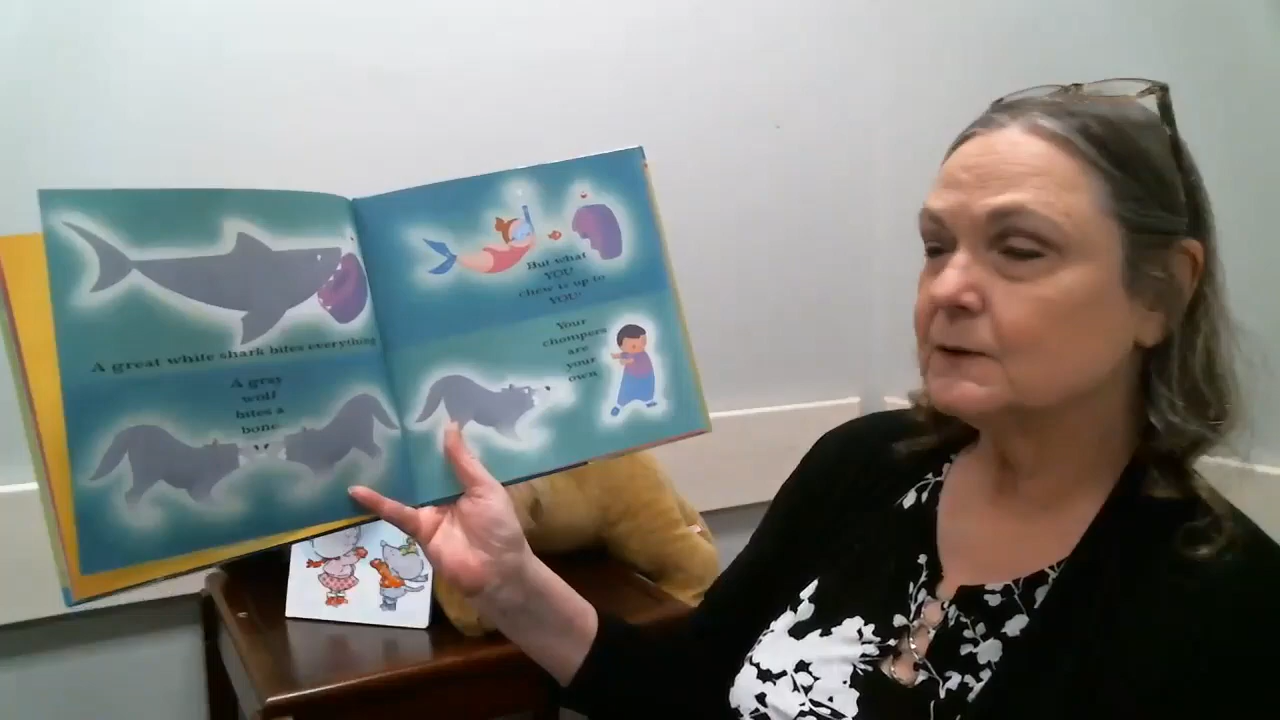 A great white shark bites everything
A gray
wolf
bites a
bone.
But what
YOU
chew is up to
YOU!
Your
chompers
are
your
own